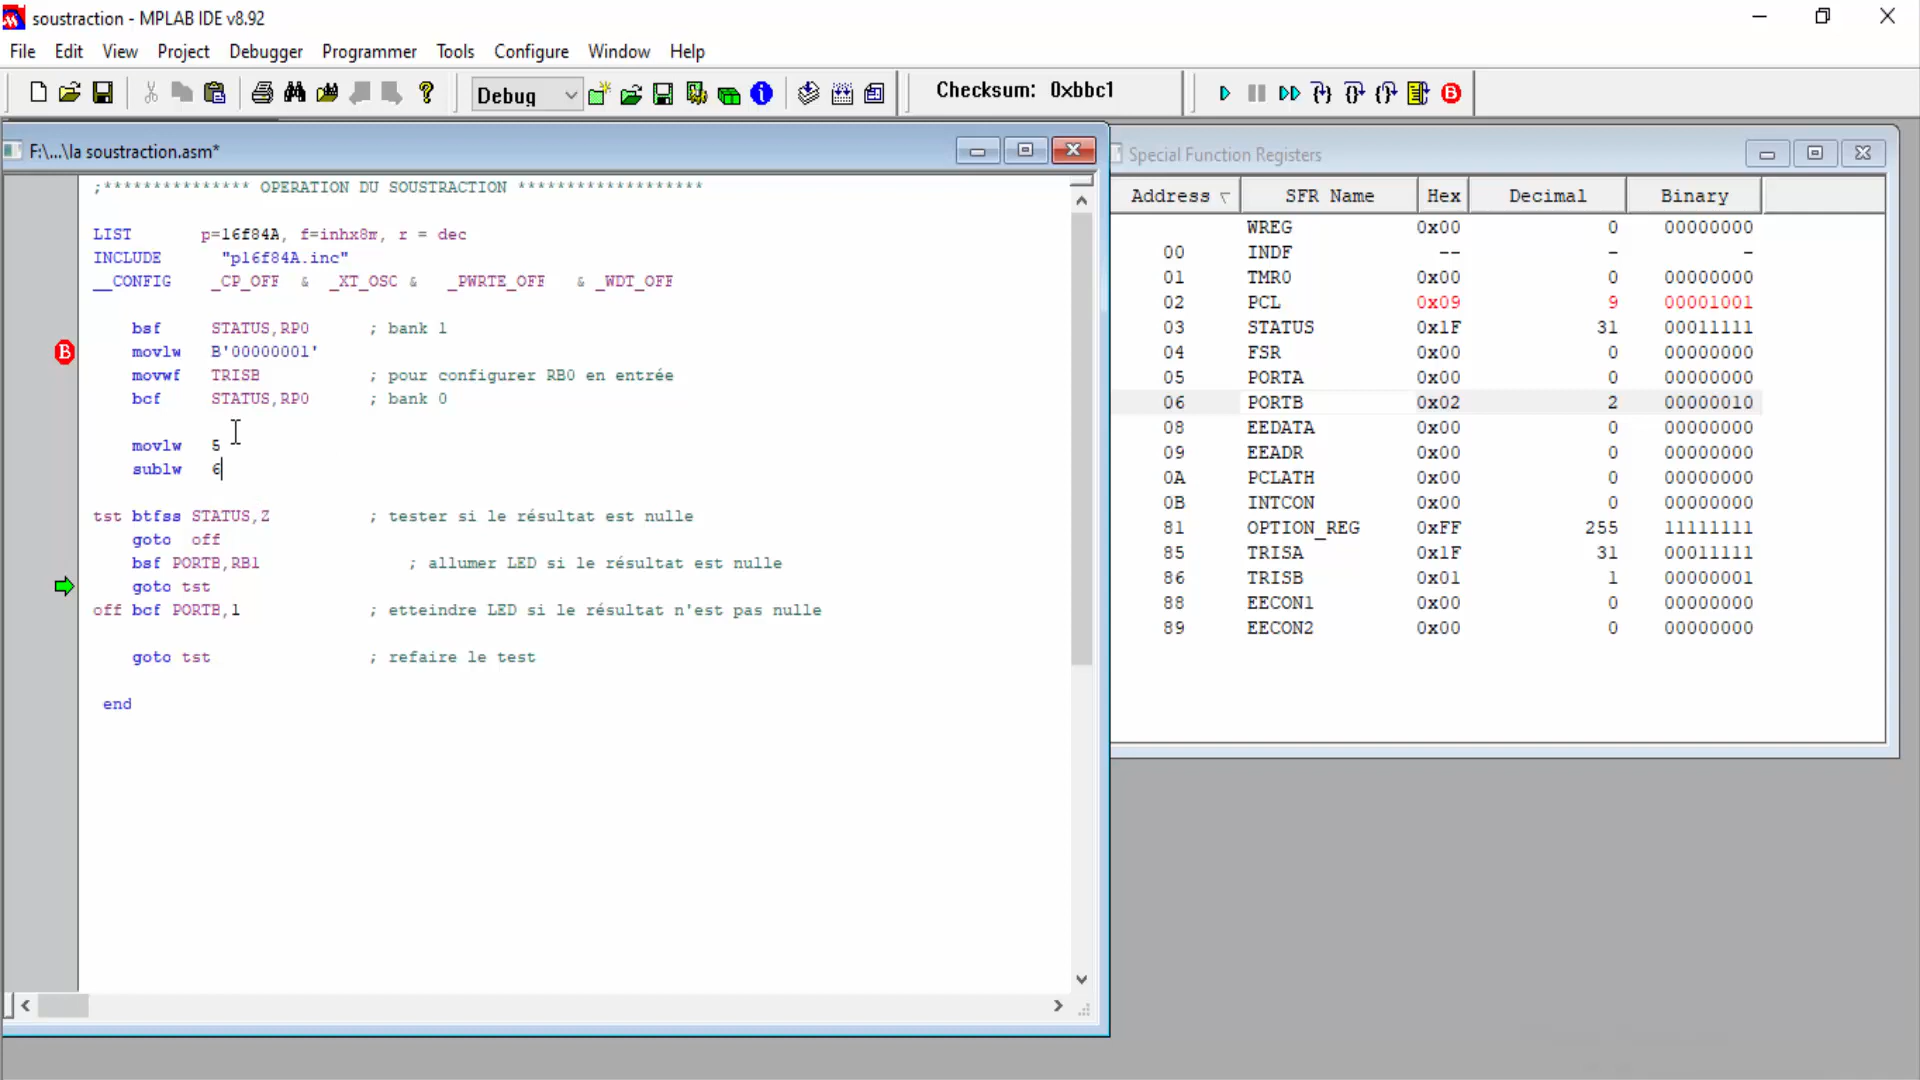 soustraction - MPLAB IDE v8.92
File Edit View Project Debugger Programmer Tools Configure Window Help
Debug Checksum: 0xbbc1
F:\...\la soustraction.asm*
;*************** OPERATION DU SOUSTRACTION *******************
LIST p=16f84A, f=inhx8m, r = dec
INCLUDE "p16f84A.inc"
__CONFIG _CP_OFF & _XT_OSC & _PWRTE_OFF & _WDT_OFF
bsf STATUS,RP0 ; bank 1
B movlw B'00000001'
movwf TRISB ; pour configurer RB0 en entrée
bcf STATUS,RP0 ; bank 0
movlw 5
sublw 6
tst btfss STATUS,Z ; tester si le résultat est nulle
goto off
bsf PORTB,RB1 ; allumer LED si le résultat est nulle
goto tst
off bcf PORTB,1 ; etteindre LED si le résultat n'est pas nulle
goto tst ; refaire le test
end
Special Function Registers
Address SFR Name Hex Decimal Binary
WREG 0x00 0 00000000
00 INDF -- - -
01 TMR0 0x00 0 00000000
02 PCL 0x09 9 00001001
03 STATUS 0x1F 31 00011111
04 FSR 0x00 0 00000000
05 PORTA 0x00 0 00000000
06 PORTB 0x02 2 00000010
08 EEDATA 0x00 0 00000000
09 EEADR 0x00 0 00000000
0A PCLATH 0x00 0 00000000
0B INTCON 0x00 0 00000000
81 OPTION_REG 0xFF 255 11111111
85 TRISA 0x1F 31 00011111
86 TRISB 0x01 1 00000001
88 EECON1 0x00 0 00000000
89 EECON2 0x00 0 00000000